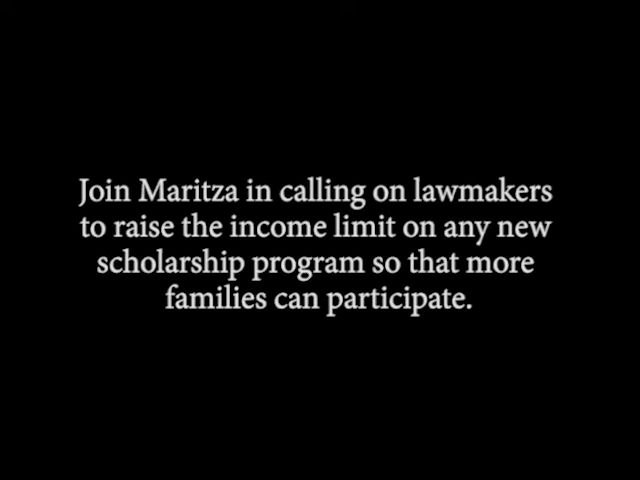 Join Maritza in calling on lawmakers
to raise the income limit on any new
scholarship program so that more
families can participate.